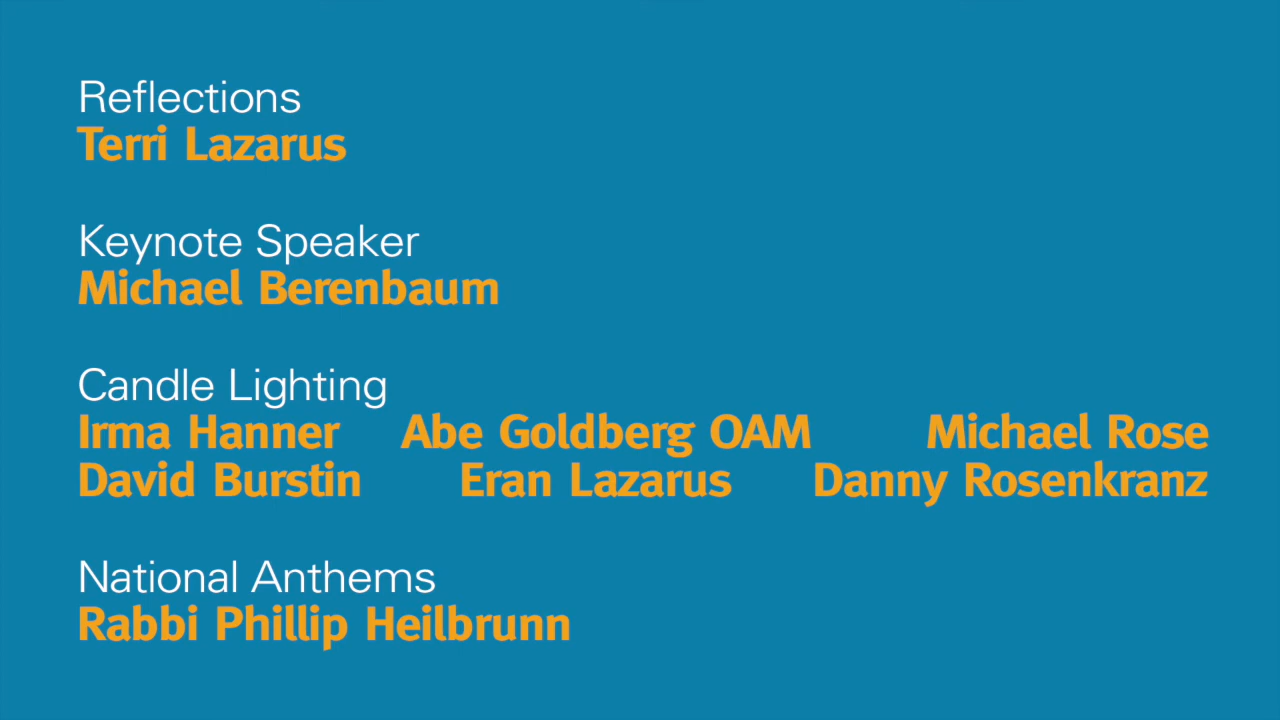 Reflections
Terri Lazarus
Keynote Speaker
Michael Berenbaum
Candle Lighting
Irma Hanner Abe Goldberg OAM Michael Rose
David Burstin Eran Lazarus Danny Rosenkranz
National Anthems
Rabbi Phillip Heilbrunn